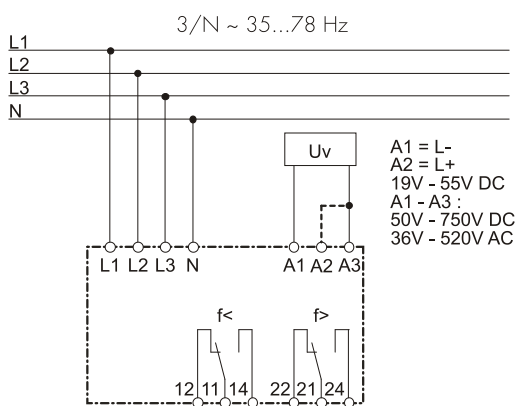 3/N ~ 35...78 Hz
L1
L2
L3
N
Uv
A1 = L-
A2 = L+
19V - 55V DC
A1 - A3 :
50V - 750V DC
36V - 520V AC
L1 L2 L3 N A1 A2 A3
f< f>
12 11 14 22 21 24